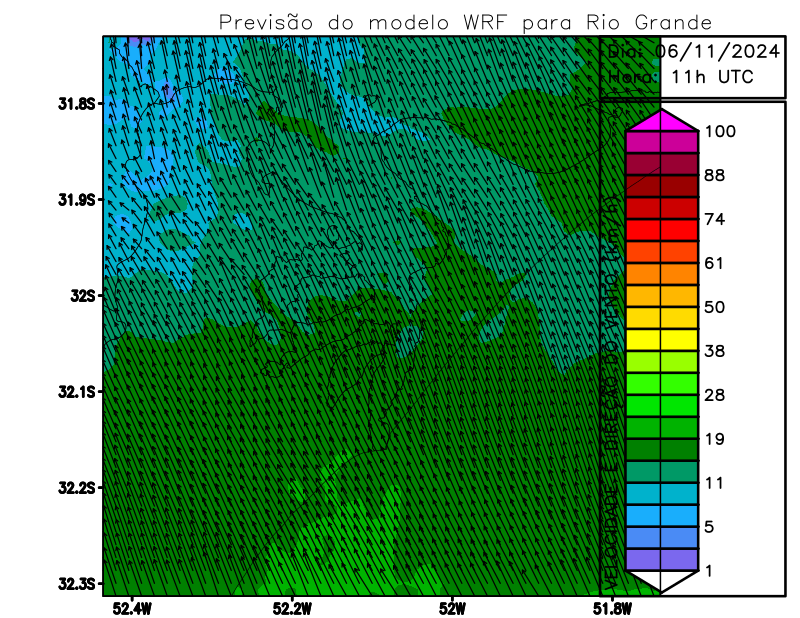 Previsão do modelo WRF para Rio Grande
Dia: 06/11/2024
Hora: 11h UTC
31.8S
31.9S
32S
32.1S
32.2S
32.3S
52.4W
52.2W
52W
51.8W
VELOCIDADE E DIREÇÃO DO VENTO (km/h)
100
88
74
61
50
38
28
19
11
5
1